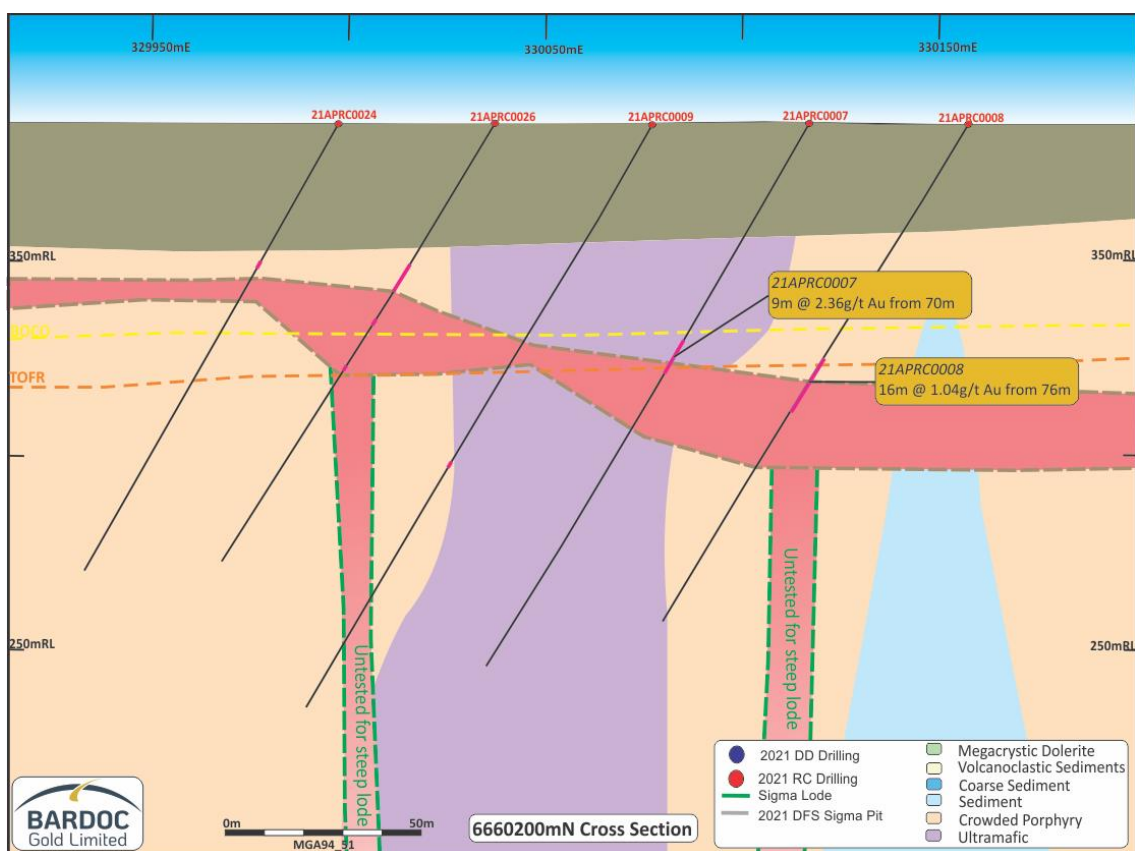 329950mE
330050mE
330150mE
21APRC0024
21APRC0026
21APRC0009
21APRC0007
21APRC0008
350mRL
350mRL
21APRC0007
9m @ 2.36g/t Au from 70m
BOCO
TOFR
21APRC0008
16m @ 1.04g/t Au from 76m
Untested for steep lode
Untested for steep lode
250mRL
250mRL
2021 DD Drilling
2021 RC Drilling
Sigma Lode
2021 DFS Sigma Pit
Megacrystic Dolerite
Volcanoclastic Sediments
Coarse Sediment
Sediment
Crowded Porphyry
Ultramafic
BARDOC
Gold Limited
0m
50m
MGA94_51
6660200mN Cross Section